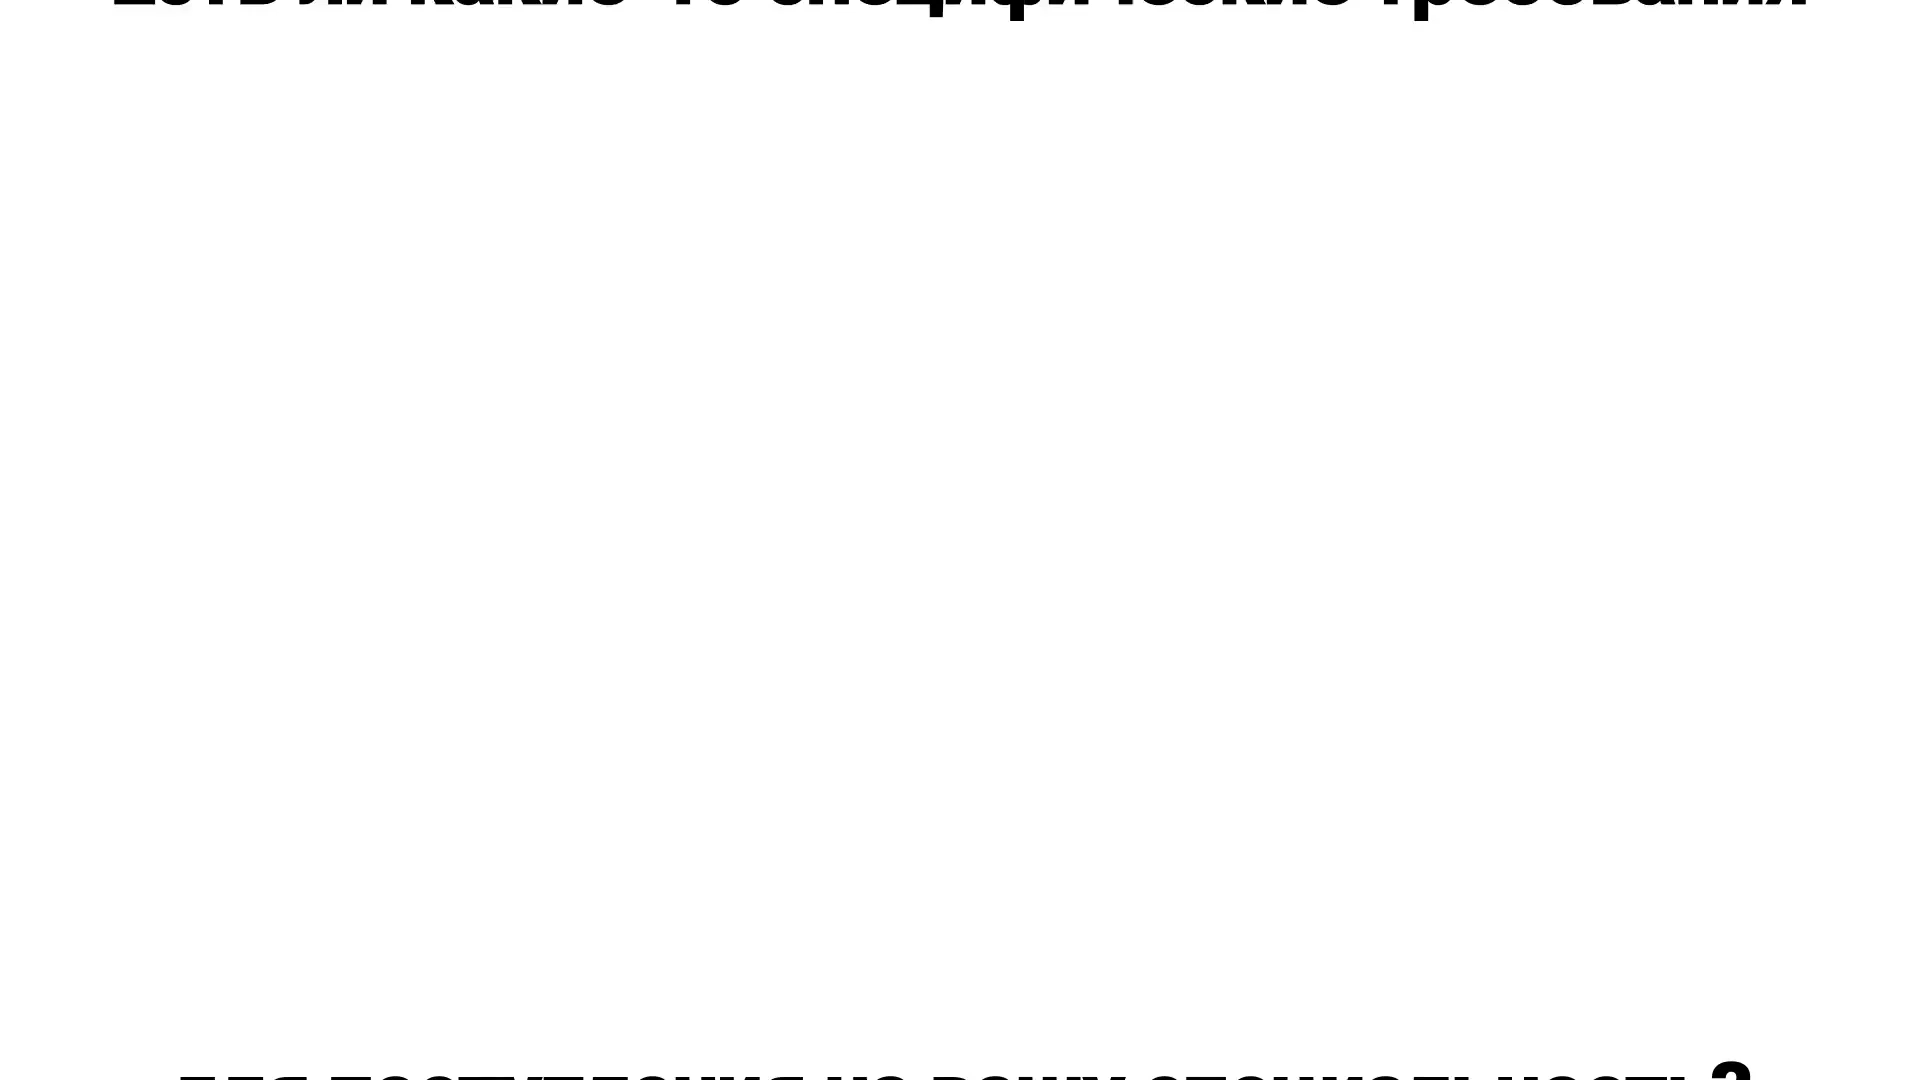 Есть ли какие-то специфические требования
для поступления на вашу специальность?